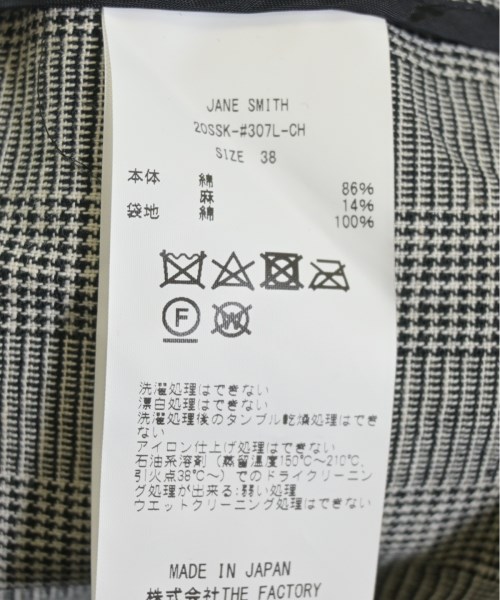 JANE SMITH
20SSK-#307L-CH
SIZE 38
本体 綿 86%
麻 14%
袋地 綿 100%
F
W
洗濯処理はできない
漂白処理はできない
洗濯処理後のタンブル乾燥処理はでき
ない
アイロン仕上げ処理はできない
石油系溶剤(蒸留温度150℃~210℃、
引火点38℃~)でのドライクリーニン
グ処理が出来る:弱い処理
ウエットクリーニング処理はできない
MADE IN JAPAN
株式会社THE FACTORY